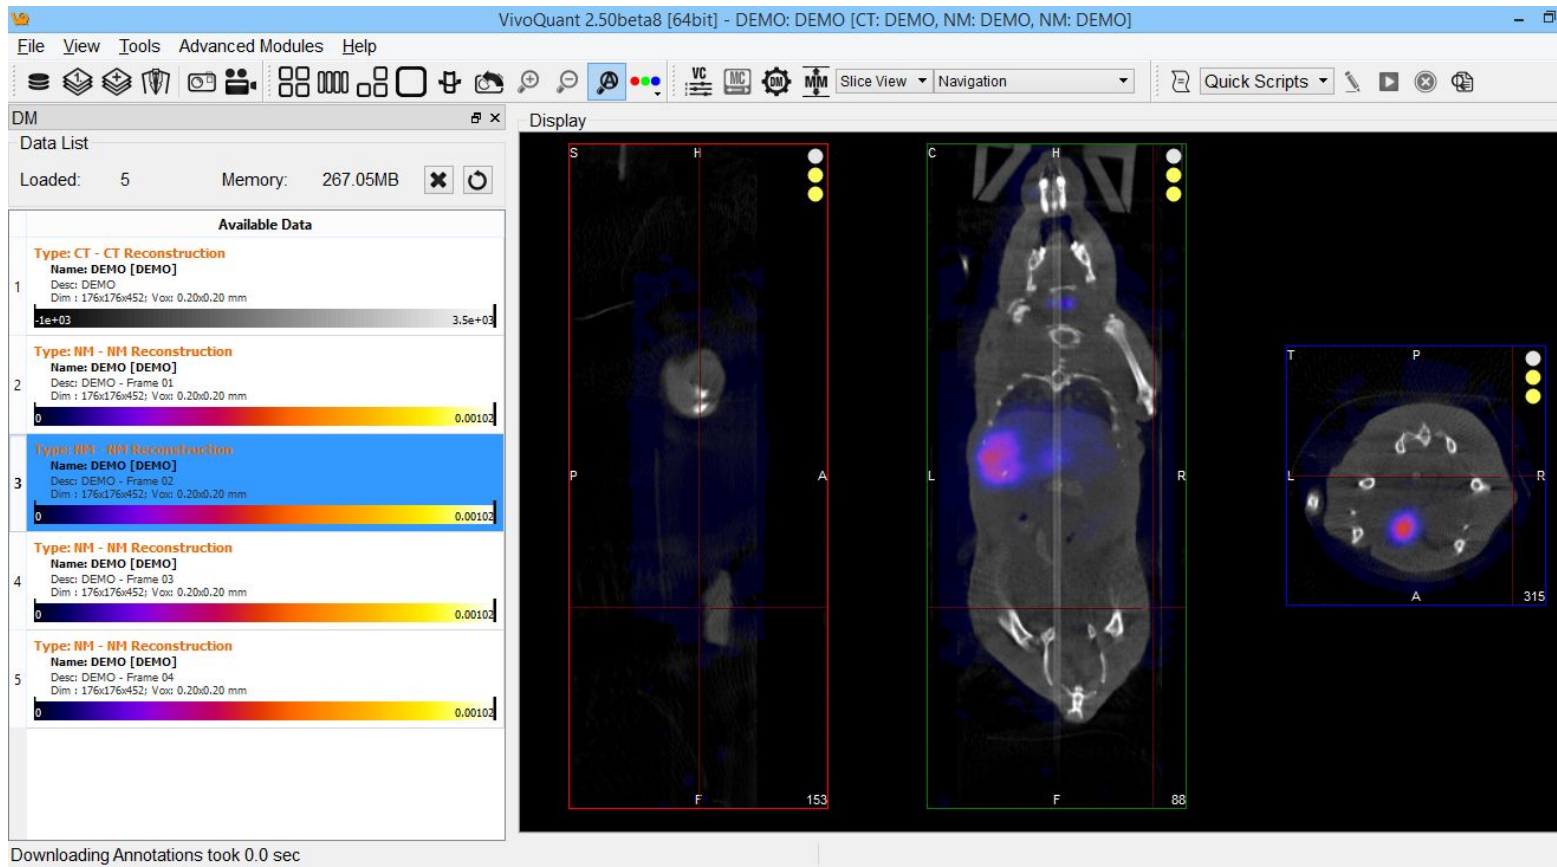 VivoQuant 2.50beta8 [64bit] - DEMO: DEMO [CT: DEMO, NM: DEMO, NM: DEMO]
File View Tools Advanced Modules Help
VC MC DM MM Slice View Navigation Quick Scripts
DM
Display
Data List
Loaded: 5 Memory: 267.05MB
Available Data
1
Type: CT - CT Reconstruction
Name: DEMO [DEMO]
Desc: DEMO
Dim : 176x176x452; Vox: 0.20x0.20 mm
-1e+03 3.5e+03
2
Type: NM - NM Reconstruction
Name: DEMO [DEMO]
Desc: DEMO - Frame 01
Dim : 176x176x452; Vox: 0.20x0.20 mm
0 0.00102
3
Type: NM - NM Reconstruction
Name: DEMO [DEMO]
Desc: DEMO - Frame 02
Dim : 176x176x452; Vox: 0.20x0.20 mm
0 0.00102
4
Type: NM - NM Reconstruction
Name: DEMO [DEMO]
Desc: DEMO - Frame 03
Dim : 176x176x452; Vox: 0.20x0.20 mm
0 0.00102
5
Type: NM - NM Reconstruction
Name: DEMO [DEMO]
Desc: DEMO - Frame 04
Dim : 176x176x452; Vox: 0.20x0.20 mm
0 0.00102
S H
P A
F 153
C H
L R
F 88
T P
L R
A 315
Downloading Annotations took 0.0 sec